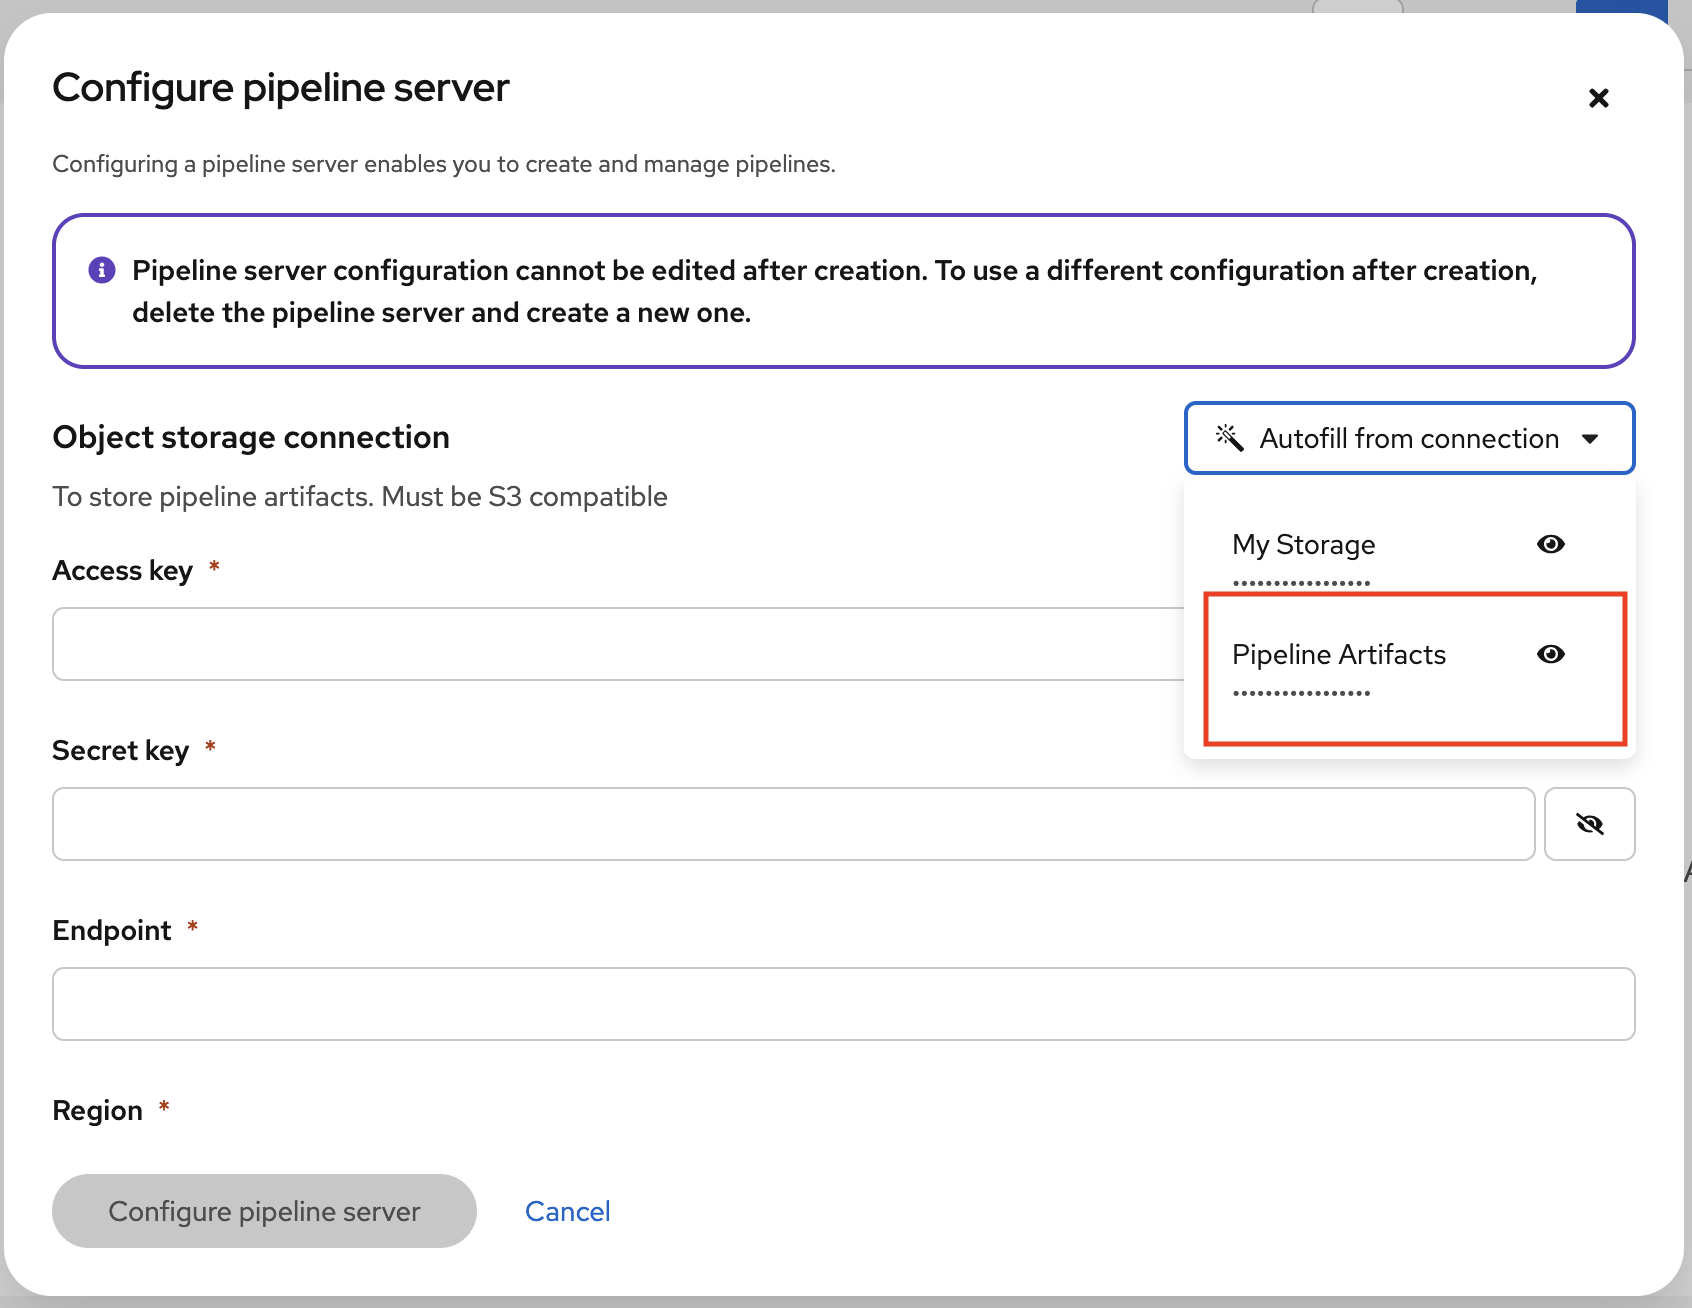 Configure pipeline server
Configuring a pipeline server enables you to create and manage pipelines.
Pipeline server configuration cannot be edited after creation. To use a different configuration after creation,
delete the pipeline server and create a new one.
Object storage connection
Autofill from connection
To store pipeline artifacts. Must be S3 compatible
My Storage
•••••••••••••••••
Access key *
Pipeline Artifacts
•••••••••••••••••
Secret key *
Endpoint *
Region *
Configure pipeline server
Cancel